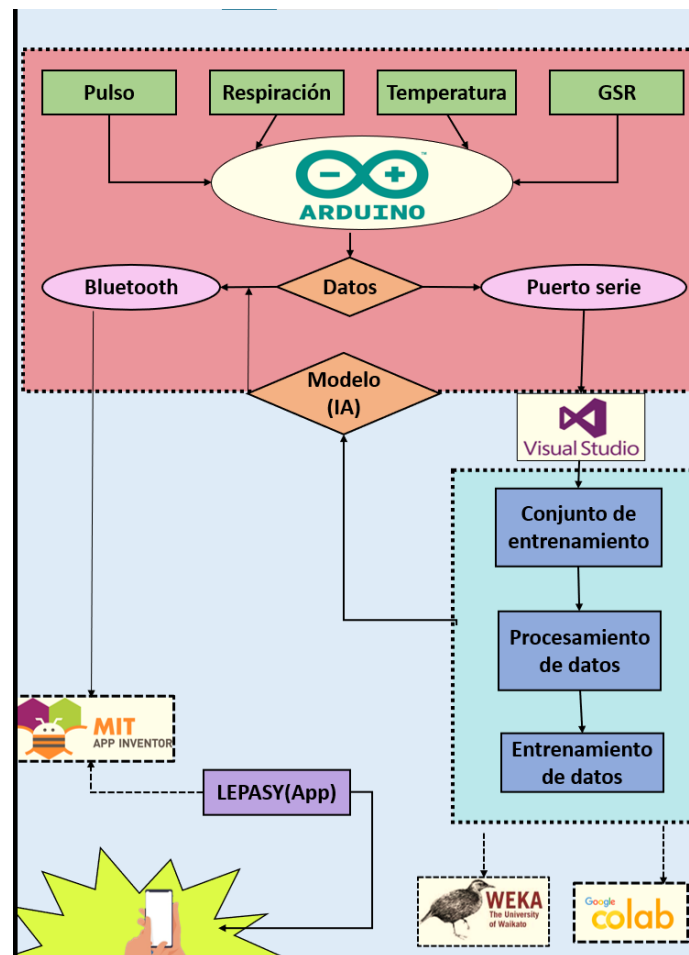 Pulso
Respiración
Temperatura
GSR
ARDUINO
TM
Bluetooth
Datos
Puerto serie
Modelo
(IA)
Visual Studio
Conjunto de
entrenamiento
Procesamiento
de datos
MIT
APP INVENTOR
Entrenamiento
de datos
LEPASY(App)
WEKA
The University
of Waikato
Google
colab